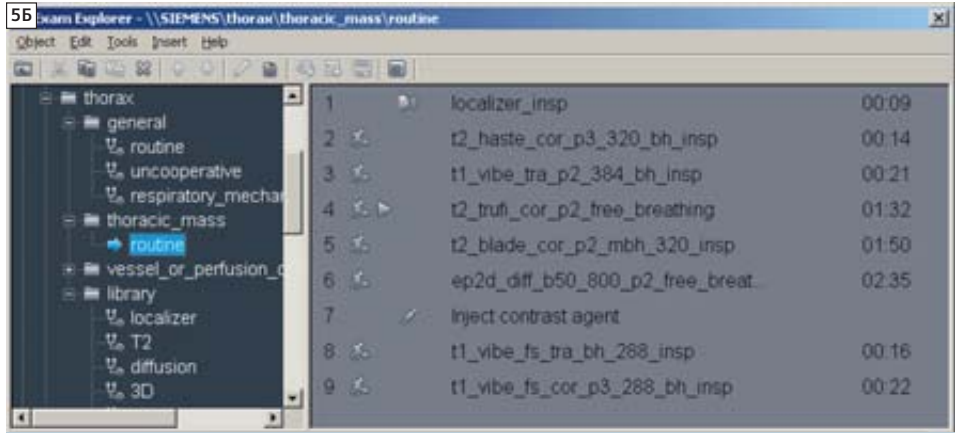 5Б
Exam Explorer - \\SIEMENS\thorax\thoracic_mass\routine
Object Edit Tools Insert Help
thorax
general
routine
uncooperative
respiratory_mechan
thoracic_mass
routine
vessel_or_perfusion_d
library
localizer
T2
diffusion
3D
1 localizer_insp 00:09
2 t2_haste_cor_p3_320_bh_insp 00:14
3 t1_vibe_tra_p2_384_bh_insp 00:21
4 t2_trufi_cor_p2_free_breathing 01:32
5 t2_blade_cor_p2_mbh_320_insp 01:50
6 ep2d_diff_b50_800_p2_free_breat... 02:35
7 Inject contrast agent
8 t1_vibe_fs_tra_bh_288_insp 00:16
9 t1_vibe_fs_cor_p3_288_bh_insp 00:22